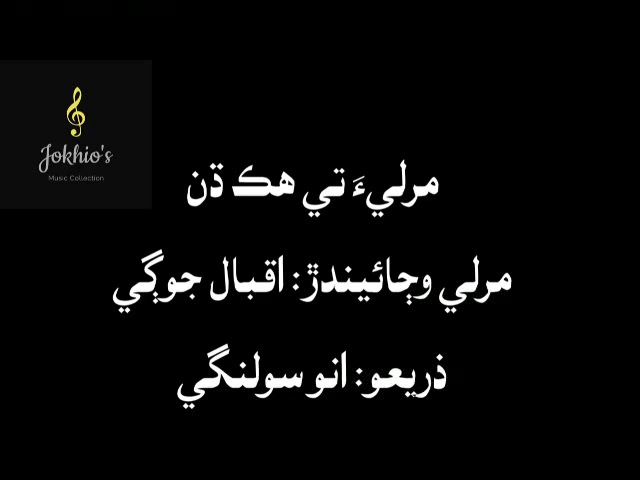 Jokhio's
Music Collection
مرليءَ تي هڪ ڌن
مرلي وڄائيندڙ: اقبال جوڳي
ذريعو: انو سولنگي